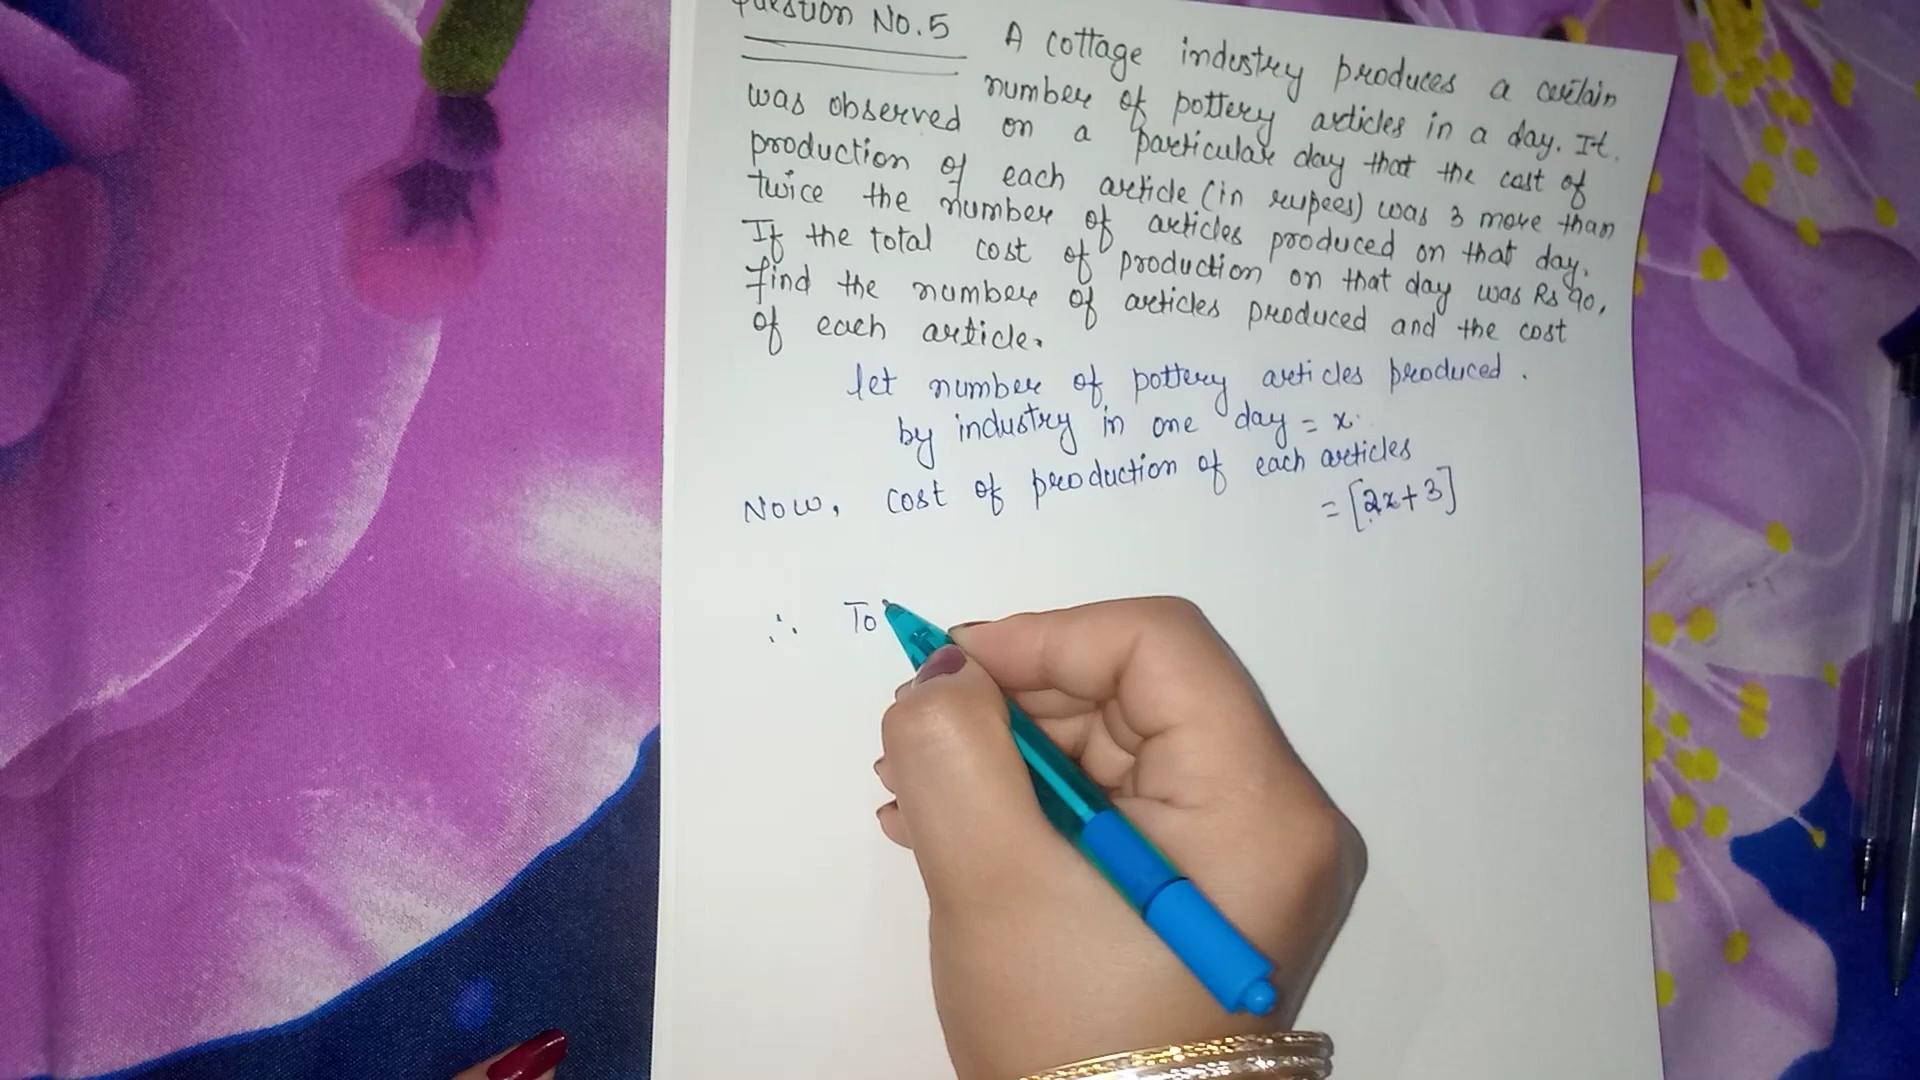 Question No.5 A cottage industry produces a certain
number of pottery articles in a day. It
was observed on a particular day that the cost of
production of each article (in rupees) was 3 more than
twice the number of articles produced on that day.
If the total cost of production on that day was Rs 90,
find the number of articles produced and the cost
of each article.
let number of pottery articles produced.
by industry in one day = x.
Now, cost of production of each articles
= [2x+3]
∴ To